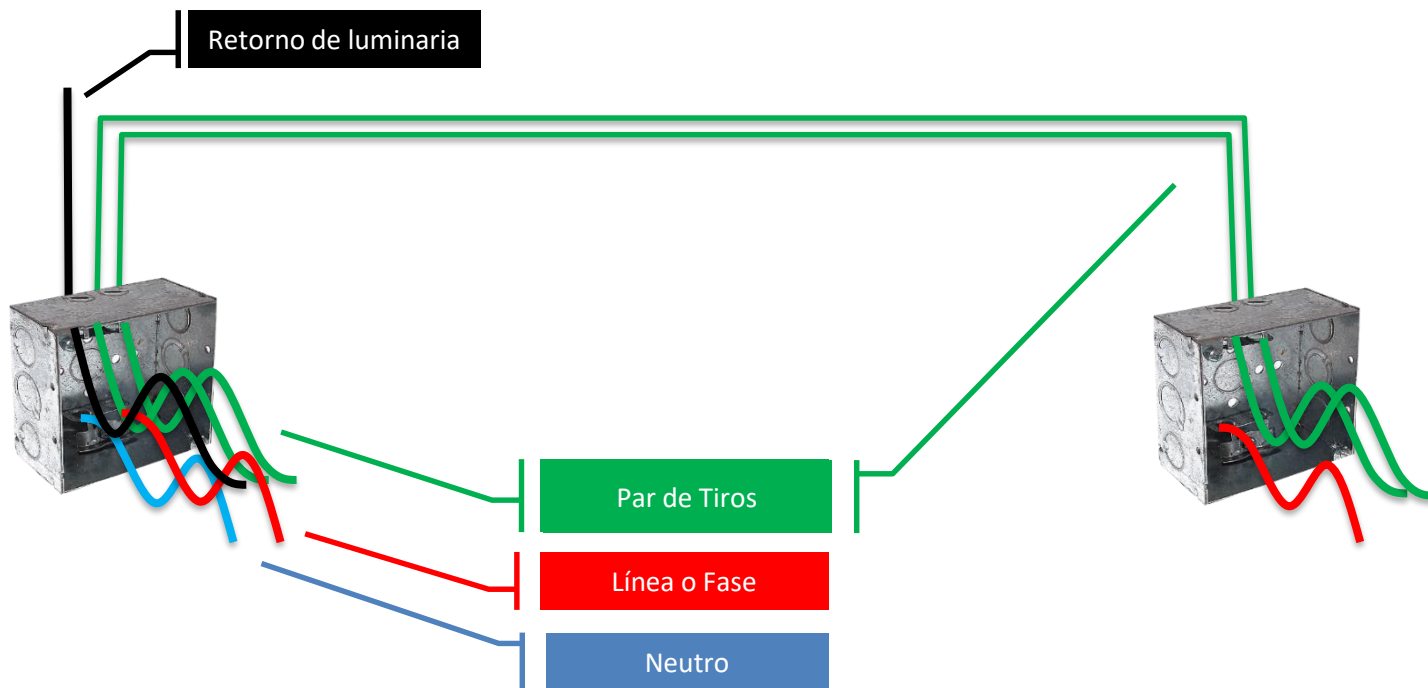 Retorno de luminaria
Par de Tiros
Línea o Fase
Neutro